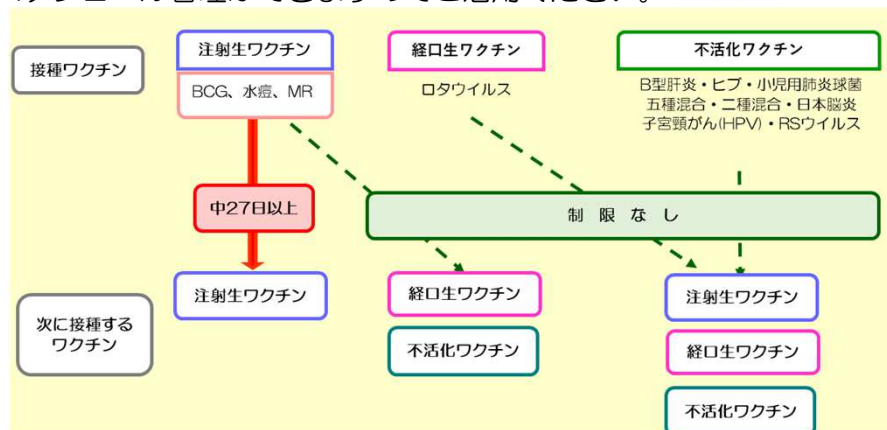 接種ワクチン
注射生ワクチン
BCG、水痘、MR
経口生ワクチン
ロタウイルス
不活化ワクチン
B型肝炎・ヒブ・小児用肺炎球菌
五種混合・二種混合・日本脳炎
子宮頸がん(HPV)・RSウイルス
中27日以上
制 限 な し
次に接種する
ワクチン
注射生ワクチン
経口生ワクチン
不活化ワクチン
注射生ワクチン
経口生ワクチン
不活化ワクチン